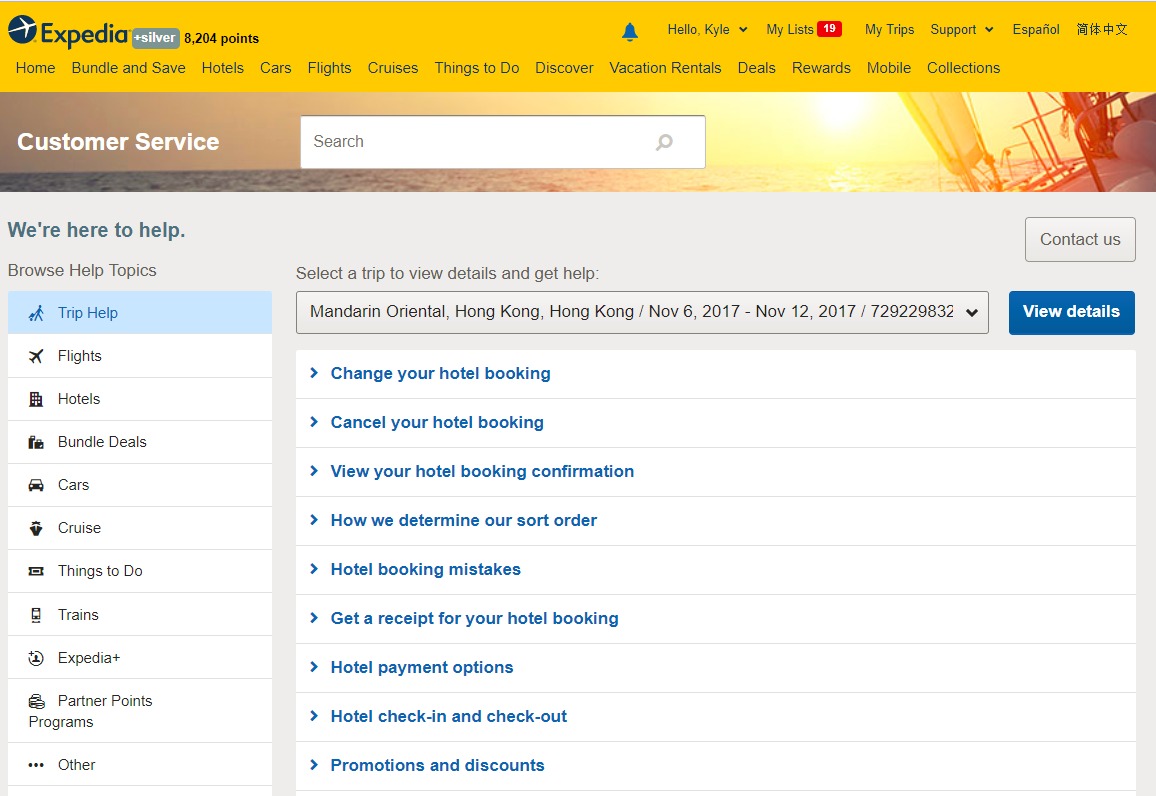 Expedia +silver 8,204 points
Hello, Kyle My Lists 19 My Trips Support Español 简体中文
Home Bundle and Save Hotels Cars Flights Cruises Things to Do Discover Vacation Rentals Deals Rewards Mobile Collections
Customer Service
Search
We're here to help.
Contact us
Browse Help Topics
Trip Help
Flights
Hotels
Bundle Deals
Cars
Cruise
Things to Do
Trains
Expedia+
Partner Points
Programs
Other
Select a trip to view details and get help:
Mandarin Oriental, Hong Kong, Hong Kong / Nov 6, 2017 - Nov 12, 2017 / 729229832
View details
Change your hotel booking
Cancel your hotel booking
View your hotel booking confirmation
How we determine our sort order
Hotel booking mistakes
Get a receipt for your hotel booking
Hotel payment options
Hotel check-in and check-out
Promotions and discounts